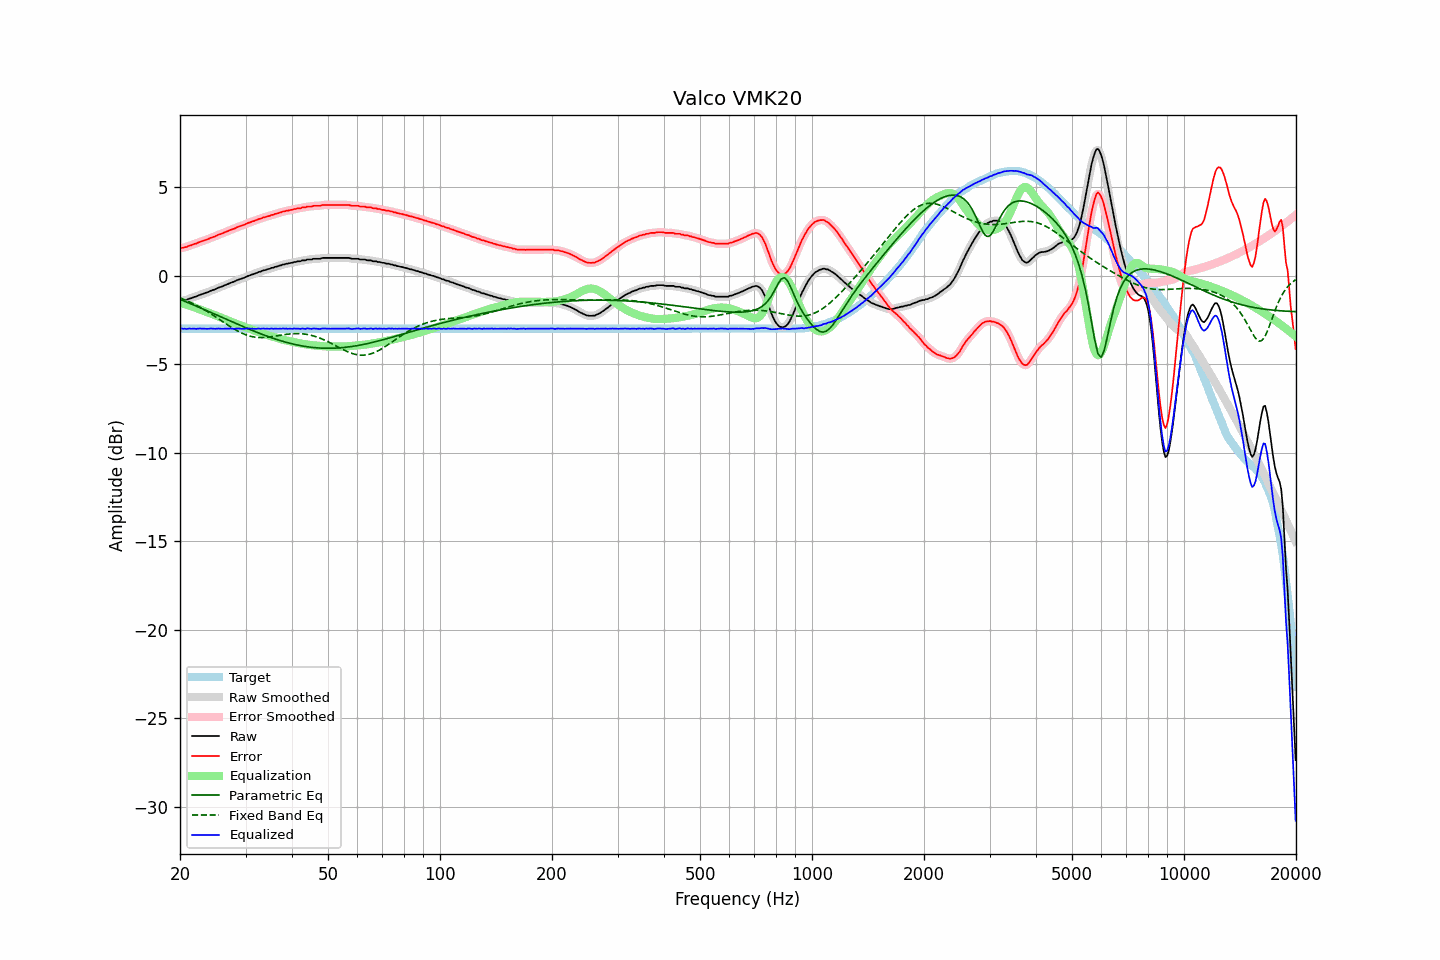 Valco VMK20
5
0
−5
−10
−15
−20
−25
−30
Amplitude (dBr)
Target
Raw Smoothed
Error Smoothed
Raw
Error
Equalization
Parametric Eq
Fixed Band Eq
Equalized
20 50 100 200 500 1000 2000 5000 10000 20000
Frequency (Hz)